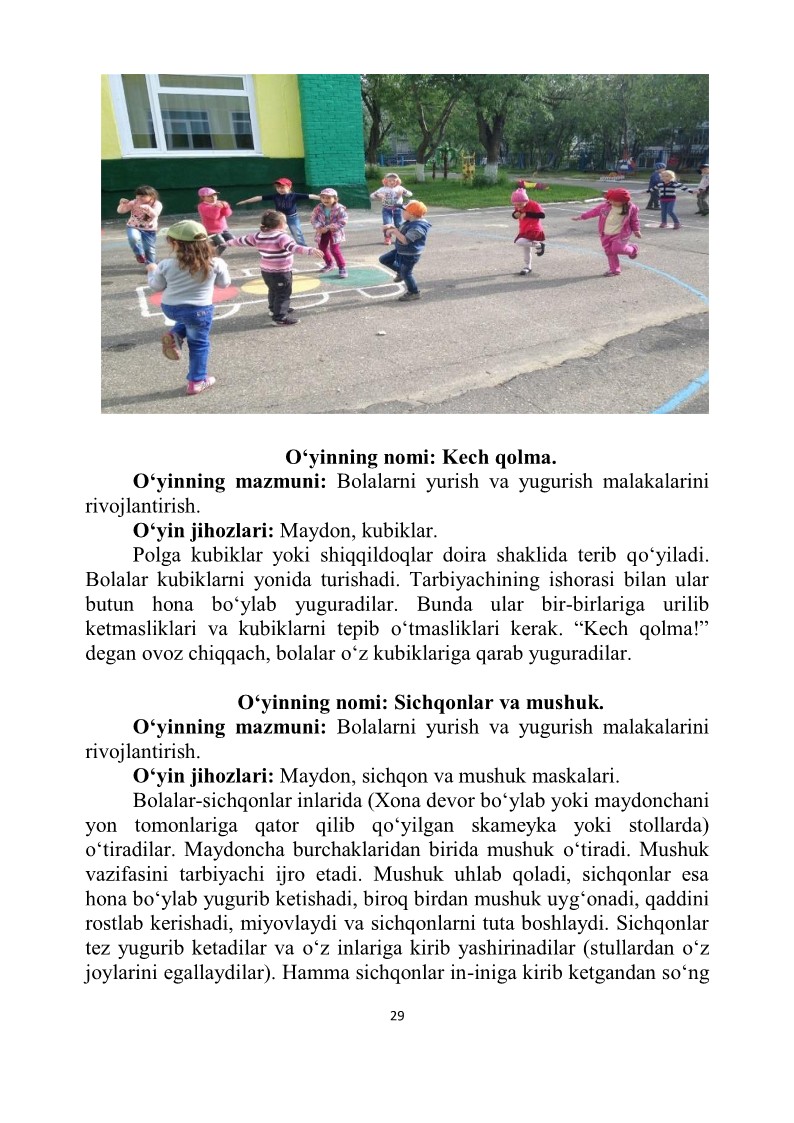 O‘yinning nomi: Kech qolma.
O‘yinning mazmuni: Bolalarni yurish va yugurish malakalarini
rivojlantirish.
O‘yin jihozlari: Maydon, kubiklar.
Polga kubiklar yoki shiqqildoqlar doira shaklida terib qo‘yiladi.
Bolalar kubiklarni yonida turishadi. Tarbiyachining ishorasi bilan ular
butun hona bo‘ylab yuguradilar. Bunda ular bir-birlariga urilib
ketmasliklari va kubiklarni tepib o‘tmasliklari kerak. “Kech qolma!”
degan ovoz chiqqach, bolalar o‘z kubiklariga qarab yuguradilar.
O‘yinning nomi: Sichqonlar va mushuk.
O‘yinning mazmuni: Bolalarni yurish va yugurish malakalarini
rivojlantirish.
O‘yin jihozlari: Maydon, sichqon va mushuk maskalari.
Bolalar-sichqonlar inlarida (Xona devor bo‘ylab yoki maydonchani
yon tomonlariga qator qilib qo‘yilgan skameyka yoki stollarda)
o‘tiradilar. Maydoncha burchaklaridan birida mushuk o‘tiradi. Mushuk
vazifasini tarbiyachi ijro etadi. Mushuk uhlab qoladi, sichqonlar esa
hona bo‘ylab yugurib ketishadi, biroq birdan mushuk uyg‘onadi, qaddini
rostlab kerishadi, miyovlaydi va sichqonlarni tuta boshlaydi. Sichqonlar
tez yugurib ketadilar va o‘z inlariga kirib yashirinadilar (stullardan o‘z
joylarini egallaydilar). Hamma sichqonlar in-iniga kirib ketgandan so‘ng
29